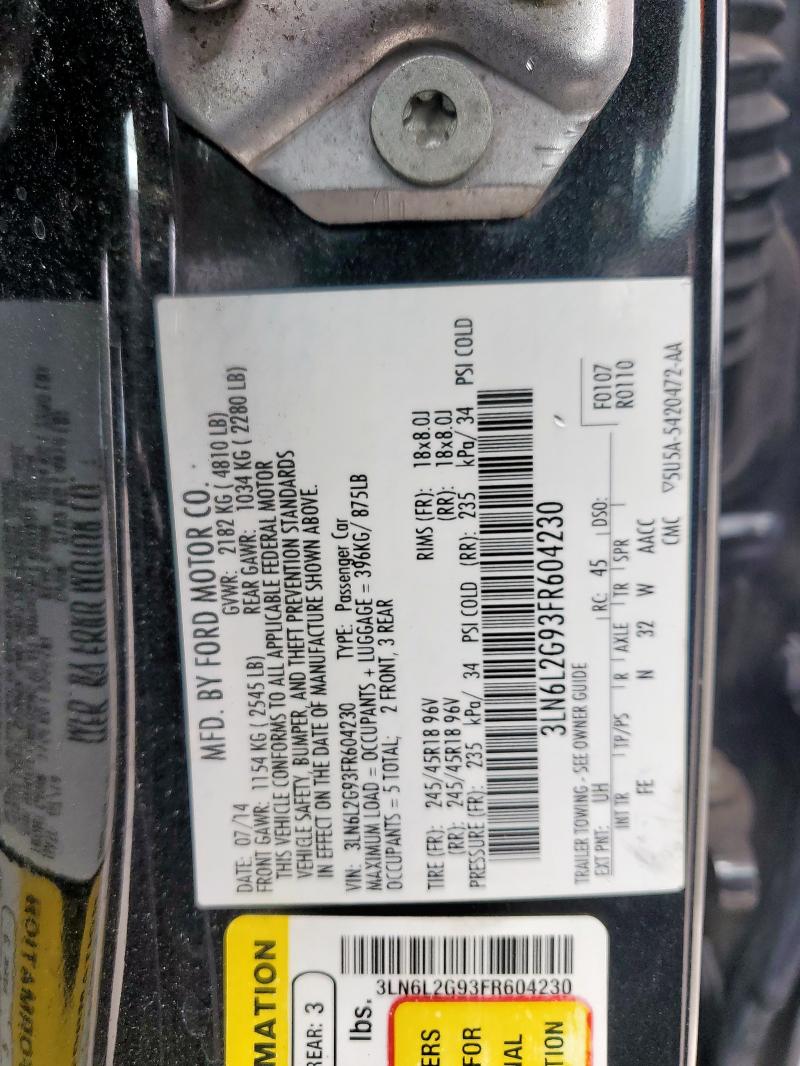 MFD. BY FORD MOTOR CO.
DATE: 07/14 GVWR: 2182 KG ( 4810 LB)
FRONT GAWR: 1154 KG ( 2545 LB) REAR GAWR: 1034 KG ( 2280 LB)
THIS VEHICLE CONFORMS TO ALL APPLICABLE FEDERAL MOTOR
VEHICLE SAFETY, BUMPER, AND THEFT PREVENTION STANDARDS
IN EFFECT ON THE DATE OF MANUFACTURE SHOWN ABOVE.
VIN: 3LN6L2G93FR604230 TYPE: Passenger Car
MAXIMUM LOAD = OCCUPANTS + LUGGAGE = 396KG/ 875LB
OCCUPANTS = 5 TOTAL; 2 FRONT, 3 REAR
TIRE (FR): 245/45R18 96V RIMS (FR): 18x8.0J
(RR): 245/45R18 96V (RR): 18x8.0J
PRESSURE (FR): 235 kPa/ 34 PSI COLD (RR): 235 kPa/ 34 PSI COLD
3LN6L2G93FR604230
TRAILER TOWING - SEE OWNER GUIDE
EXT PNT: UH RC: 45 DSO: F0107
R0110
INT TR TP/PS R AXLE TR SPR
FE N 32 W AACC
CMC ▽5U5A-5420472-AA
MATION
REAR: 3
lbs.
3LN6L2G93FR604230
ERS
FOR
NAL
TION